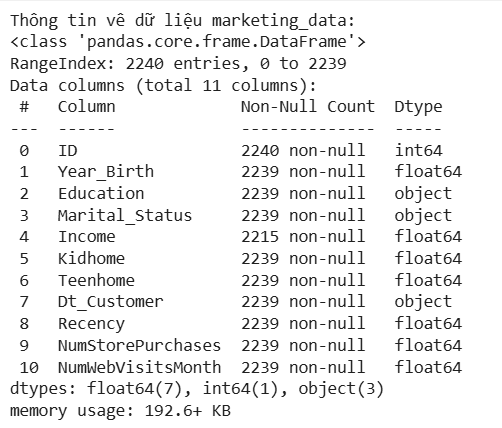 Thông tin về dữ liệu marketing_data:
<class 'pandas.core.frame.DataFrame'>
RangeIndex: 2240 entries, 0 to 2239
Data columns (total 11 columns):
 #   Column             Non-Null Count  Dtype
---  ------             --------------  -----
 0   ID                 2240 non-null   int64
 1   Year_Birth         2239 non-null   float64
 2   Education          2239 non-null   object
 3   Marital_Status     2239 non-null   object
 4   Income             2215 non-null   float64
 5   Kidhome            2239 non-null   float64
 6   Teenhome           2239 non-null   float64
 7   Dt_Customer        2239 non-null   object
 8   Recency            2239 non-null   float64
 9   NumStorePurchases  2239 non-null   float64
 10  NumWebVisitsMonth  2239 non-null   float64
dtypes: float64(7), int64(1), object(3)
memory usage: 192.6+ KB